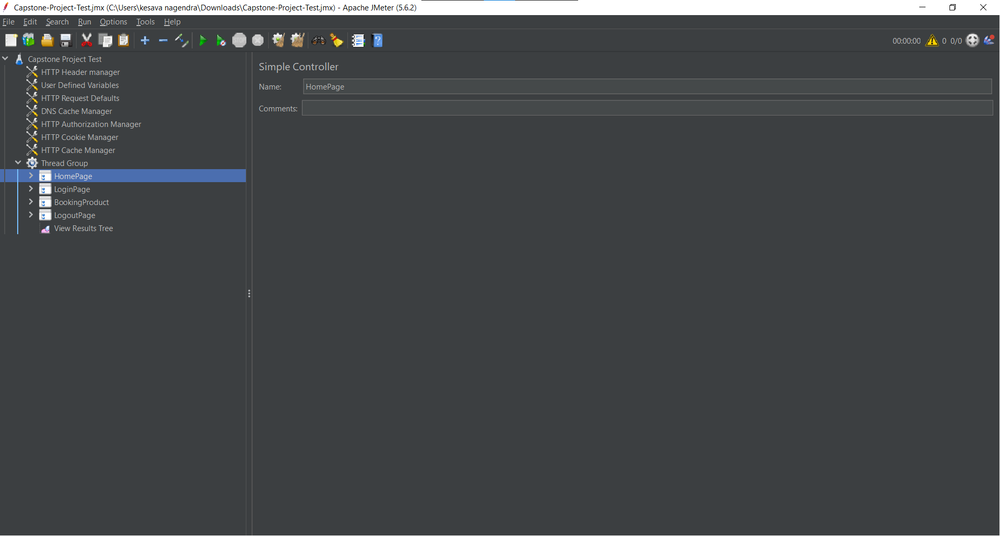 Capstone-Project-Test.jmx (C:\Users\kesava nagendra\Downloads\Capstone-Project-Test.jmx) - Apache JMeter (5.6.2)
File Edit Search Run Options Tools Help
STOP ? 00:00:00 0 0/0
Capstone Project Test
HTTP Header manager
User Defined Variables
HTTP Request Defaults
DNS Cache Manager
HTTP Authorization Manager
HTTP Cookie Manager
HTTP Cache Manager
Thread Group
HomePage
LoginPage
BookingProduct
LogoutPage
View Results Tree
Simple Controller
Name: HomePage
Comments: